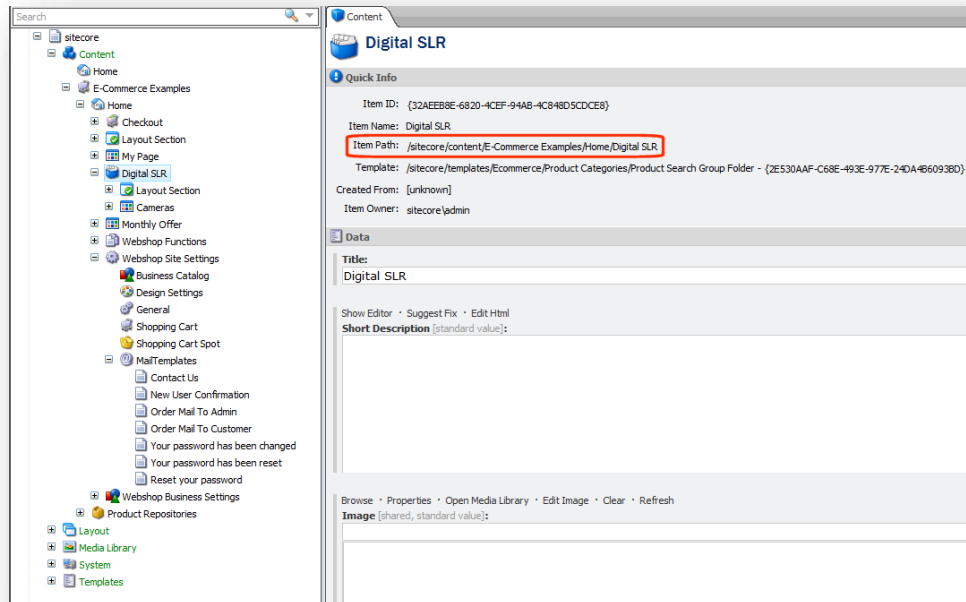 Search
sitecore
Content
Home
E-Commerce Examples
Home
Checkout
Layout Section
My Page
Digital SLR
Layout Section
Cameras
Monthly Offer
Webshop Functions
Webshop Site Settings
Business Catalog
Design Settings
General
Shopping Cart
Shopping Cart Spot
MailTemplates
Contact Us
New User Confirmation
Order Mail To Admin
Order Mail To Customer
Your password has been changed
Your password has been reset
Reset your password
Webshop Business Settings
Product Repositories
Layout
Media Library
System
Templates
Content
Digital SLR
Quick Info
Item ID: {32AEEB8E-6820-4CEF-94AB-4C848D5CDCE8}
Item Name: Digital SLR
Item Path: /sitecore/content/E-Commerce Examples/Home/Digital SLR
Template: /sitecore/templates/Ecommerce/Product Categories/Product Search Group Folder - {2E530AAF-C68E-493E-977E-24DA4B6093BD}
Created From: [unknown]
Item Owner: sitecore\admin
Data
Title:
Digital SLR
Show Editor · Suggest Fix · Edit Html
Short Description [standard value]:
Browse · Properties · Open Media Library · Edit Image · Clear · Refresh
Image [shared, standard value]: